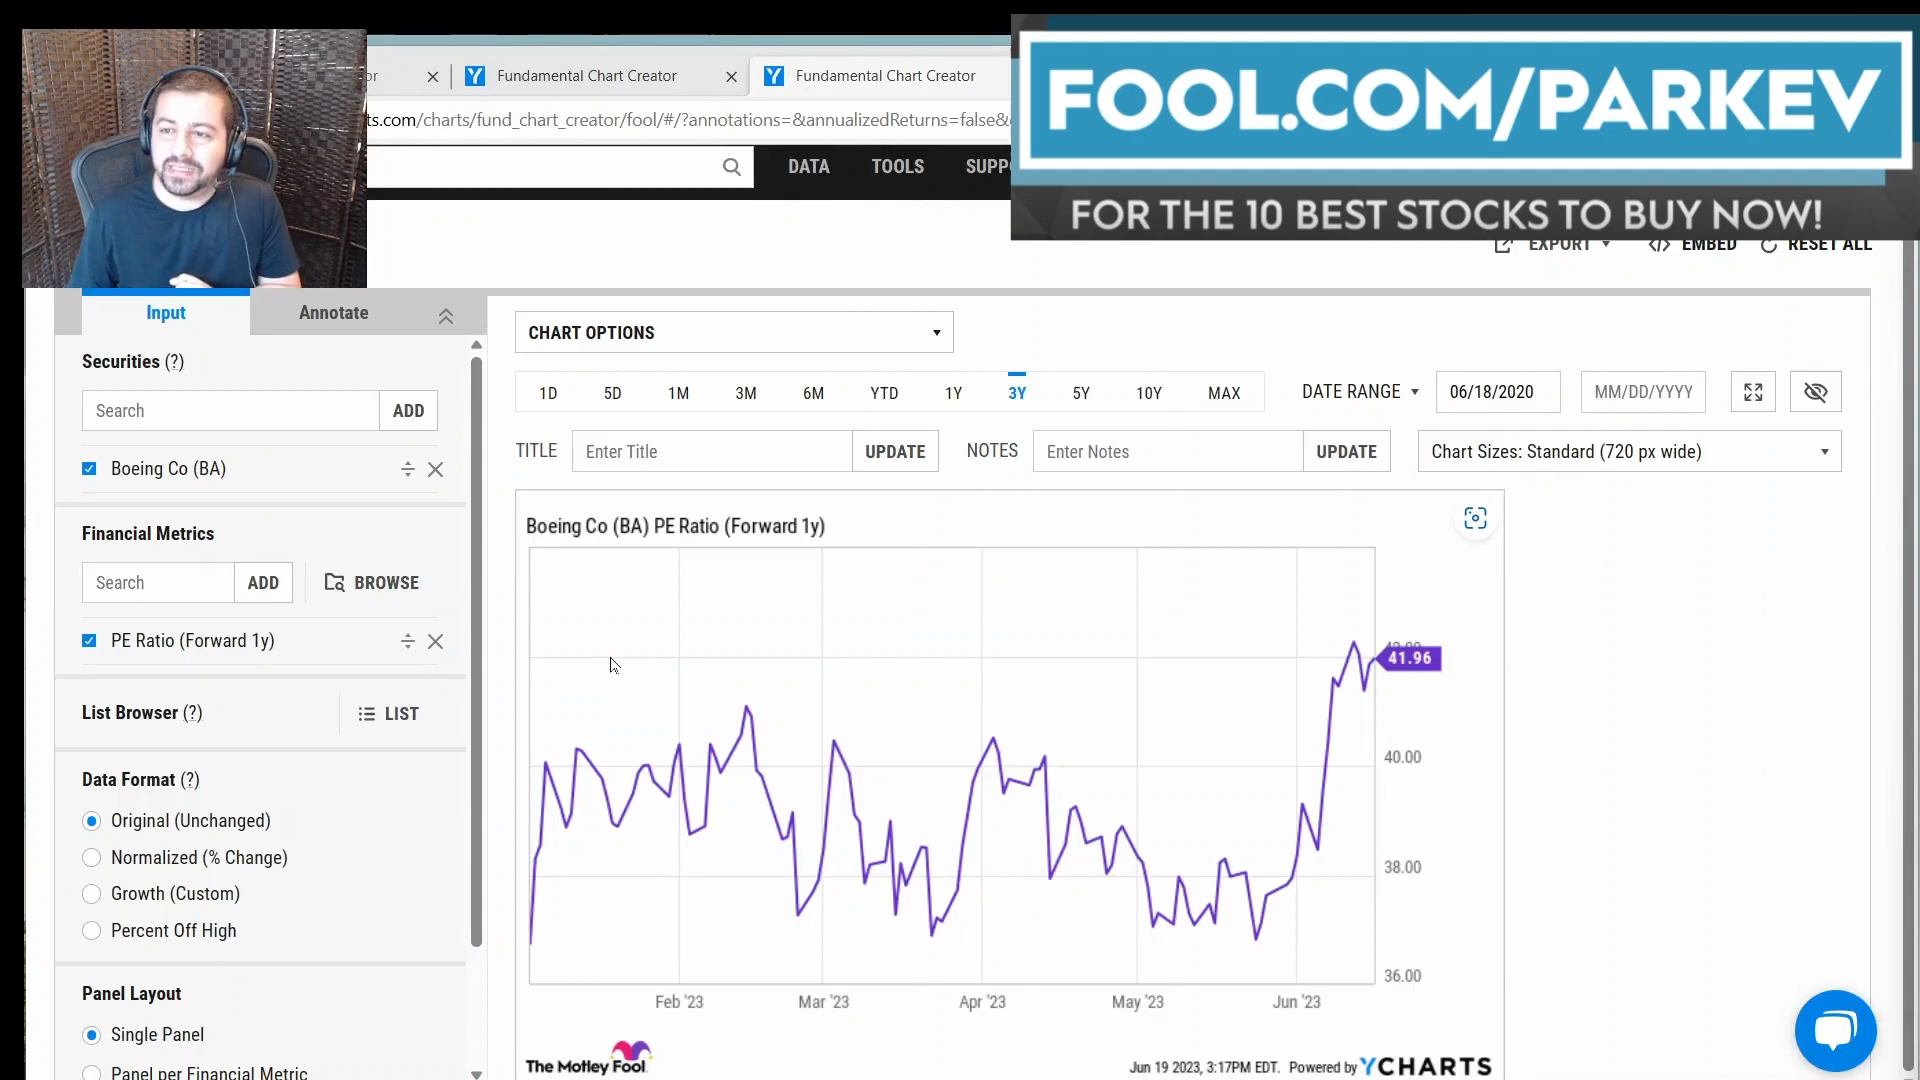 FOOL.COM/PARKEV
FOR THE 10 BEST STOCKS TO BUY NOW!
or
Fundamental Chart Creator
Fundamental Chart Creator
ts.com/charts/fund_chart_creator/fool/#/?annotations=&annualizedReturns=false&
DATA
TOOLS
SUPP
EXPORT
EMBED
RESET ALL
Input
Annotate
Securities (?)
Search
ADD
Boeing Co (BA)
Financial Metrics
Search
ADD
BROWSE
PE Ratio (Forward 1y)
List Browser (?)
LIST
Data Format (?)
Original (Unchanged)
Normalized (% Change)
Growth (Custom)
Percent Off High
Panel Layout
Single Panel
Panel per Financial Metric
CHART OPTIONS
1D 5D 1M 3M 6M YTD 1Y 3Y 5Y 10Y MAX
DATE RANGE
06/18/2020
MM/DD/YYYY
TITLE
Enter Title
UPDATE
NOTES
Enter Notes
UPDATE
Chart Sizes: Standard (720 px wide)
Boeing Co (BA) PE Ratio (Forward 1y)
42.00
41.96
40.00
38.00
36.00
Feb '23
Mar '23
Apr '23
May '23
Jun '23
The Motley Fool
Jun 19 2023, 3:17PM EDT. Powered by YCHARTS